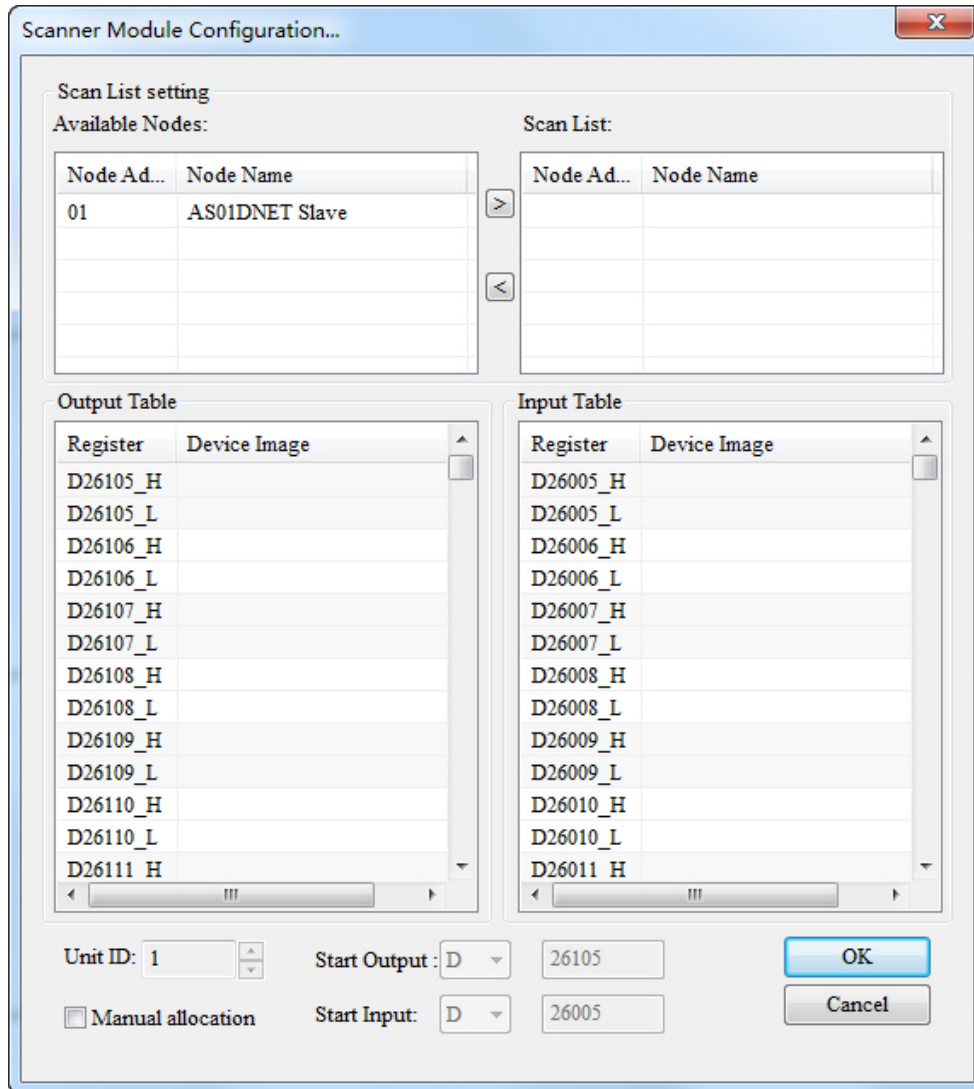 Scanner Module Configuration...
Scan List setting
Available Nodes:
Scan List:
Node Ad... Node Name
Node Ad... Node Name
01 AS01DNET Slave
>
<
Output Table
Input Table
Register Device Image
Register Device Image
D26105_H
D26005_H
D26105_L
D26005_L
D26106_H
D26006_H
D26106_L
D26006_L
D26107_H
D26007_H
D26107_L
D26007_L
D26108_H
D26008_H
D26108_L
D26008_L
D26109_H
D26009_H
D26109_L
D26009_L
D26110_H
D26010_H
D26110_L
D26010_L
D26111_H
D26011_H
Unit ID: 1
Start Output : D 26105
OK
Manual allocation
Start Input: D 26005
Cancel